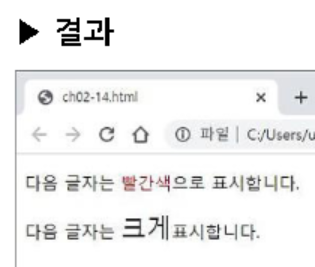 ▶ 결과
ch02-14.html × +
← → C ⓘ 파일 | C:/Users/u
다음 글자는 빨간색으로 표시합니다.
다음 글자는 크게표시합니다.